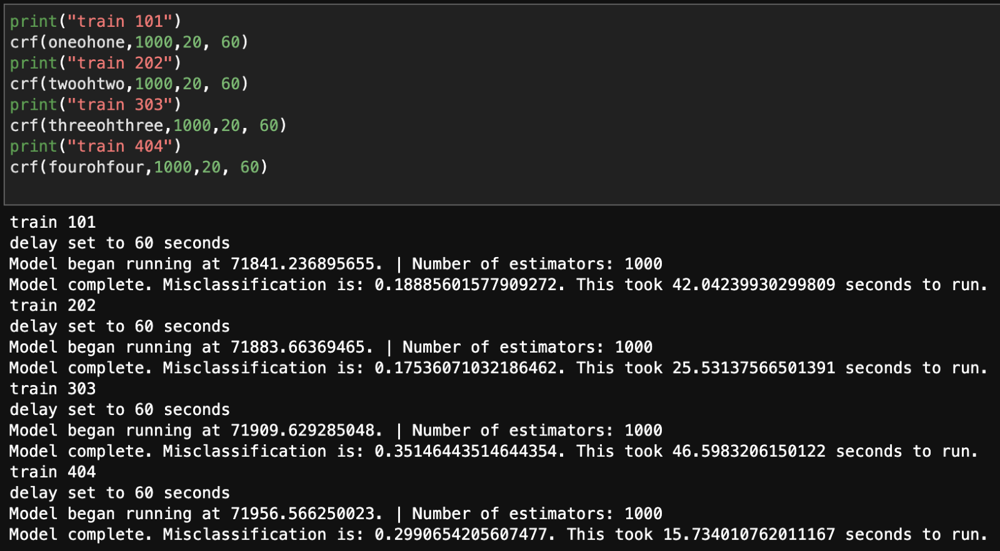 print("train 101")
crf(oneohone,1000,20, 60)
print("train 202")
crf(twoohtwo,1000,20, 60)
print("train 303")
crf(threeohthree,1000,20, 60)
print("train 404")
crf(fourohfour,1000,20, 60)
train 101
delay set to 60 seconds
Model began running at 71841.236895655. | Number of estimators: 1000
Model complete. Misclassification is: 0.18885601577909272. This took 42.04239930299809 seconds to run.
train 202
delay set to 60 seconds
Model began running at 71883.66369465. | Number of estimators: 1000
Model complete. Misclassification is: 0.17536071032186462. This took 25.53137566501391 seconds to run.
train 303
delay set to 60 seconds
Model began running at 71909.629285048. | Number of estimators: 1000
Model complete. Misclassification is: 0.35146443514644354. This took 46.5983206150122 seconds to run.
train 404
delay set to 60 seconds
Model began running at 71956.566250023. | Number of estimators: 1000
Model complete. Misclassification is: 0.2990654205607477. This took 15.734010762011167 seconds to run.